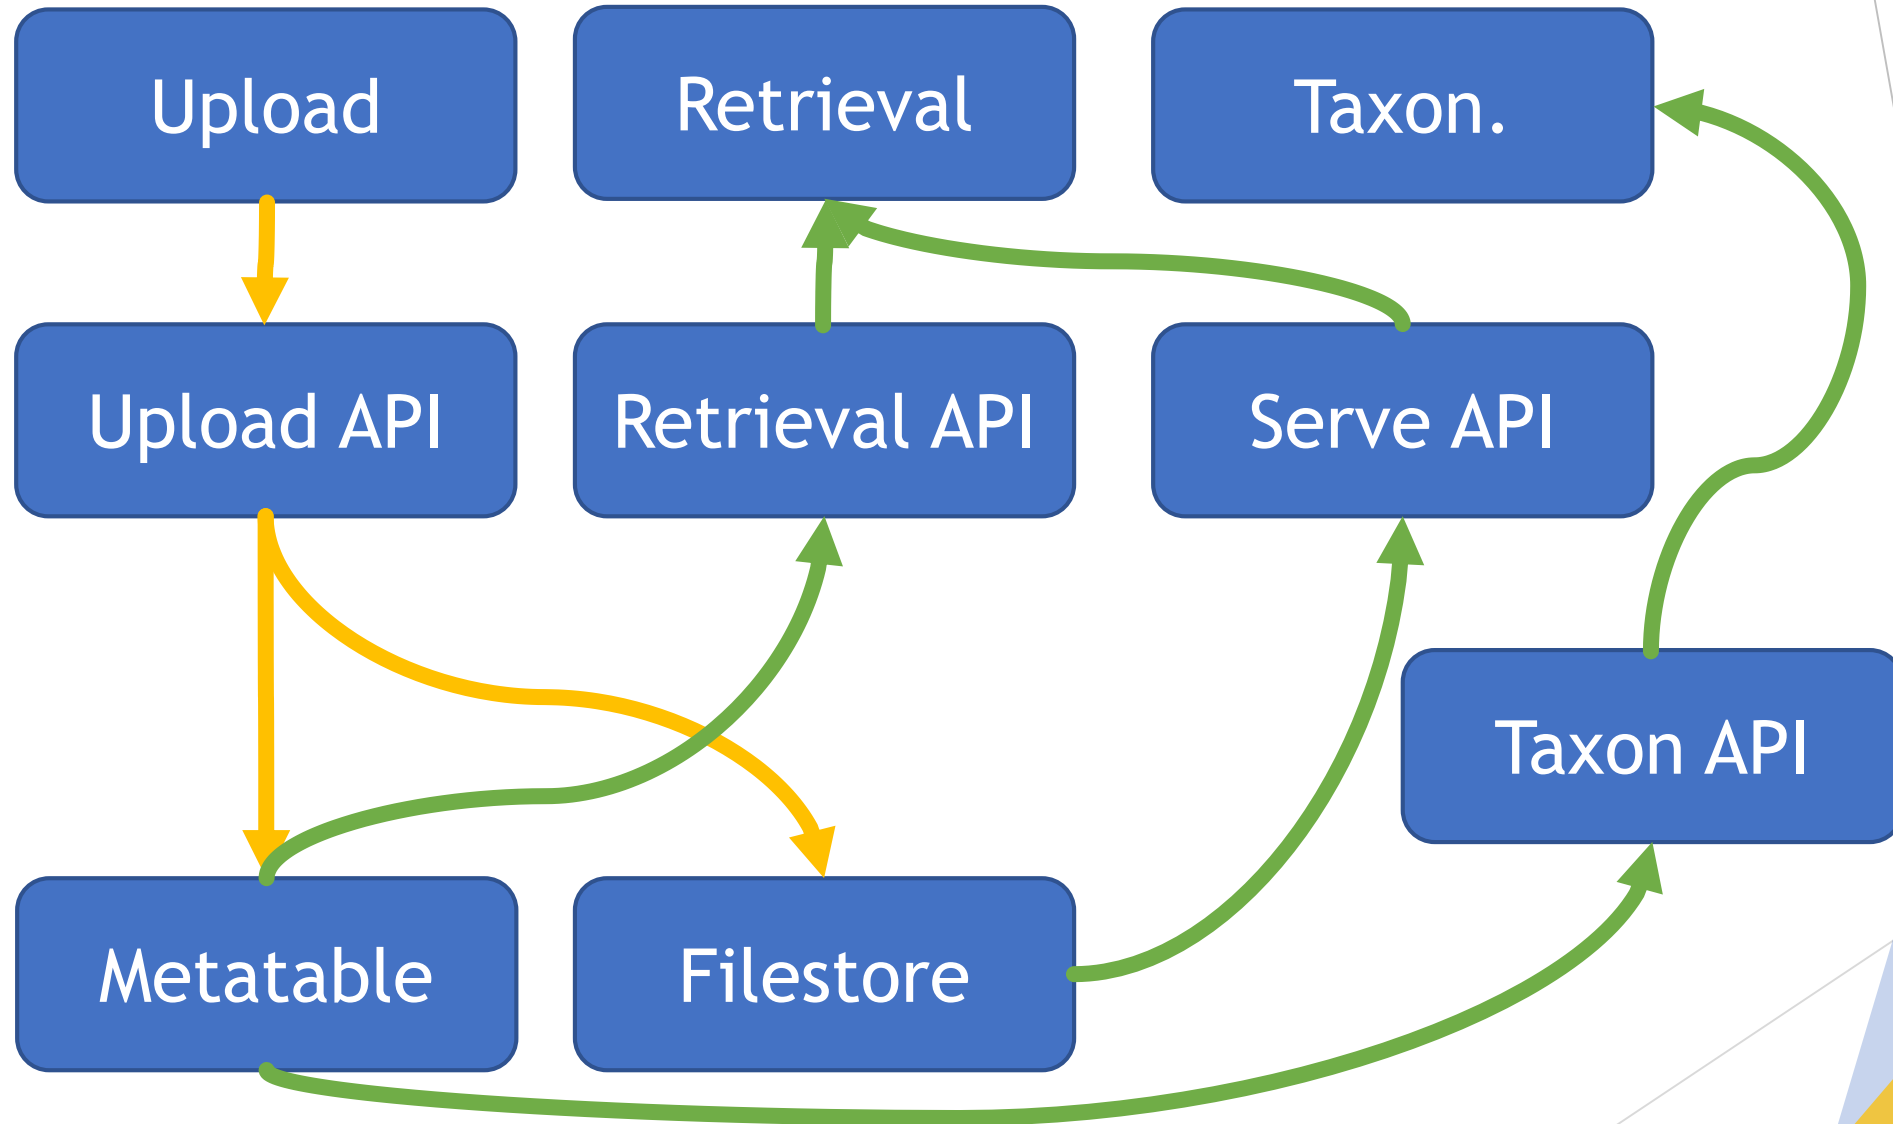 Upload
Retrieval
Taxon.
Upload API
Retrieval API
Serve API
Taxon API
Metatable
Filestore